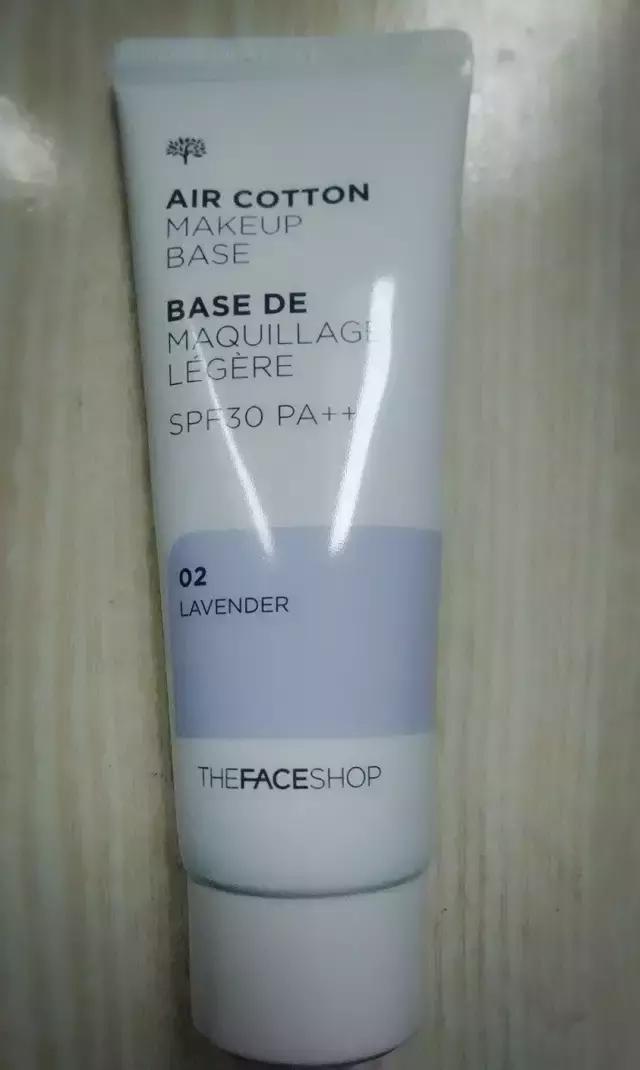 AIR COTTON
MAKEUP
BASE
BASE DE
MAQUILLAGE
LÉGÈRE
SPF30 PA++
02
LAVENDER
THEFACESHOP